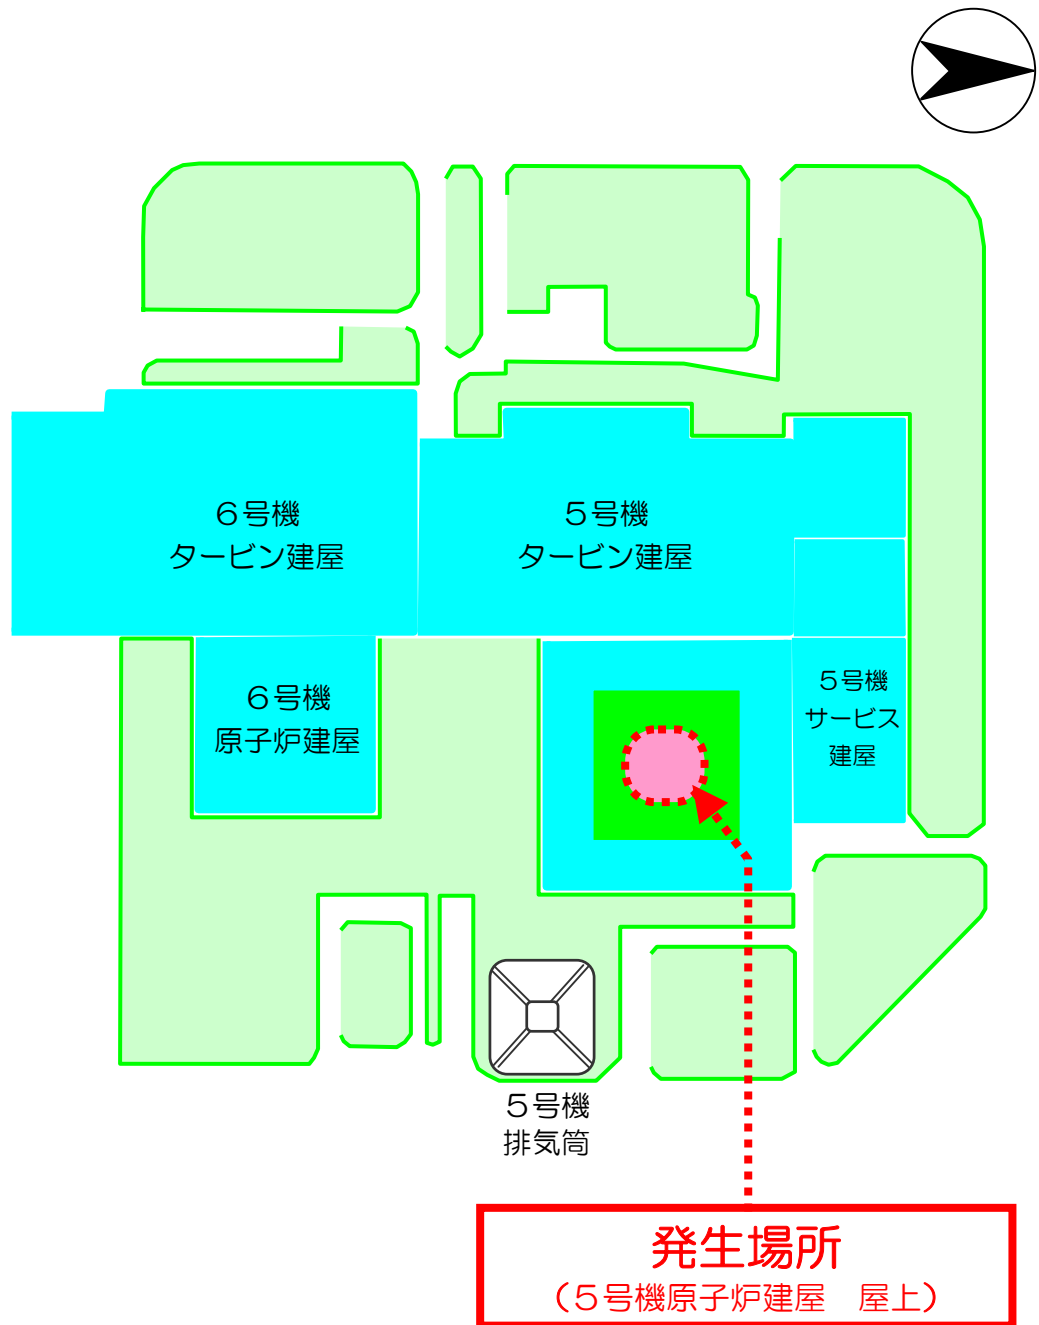 ６号機
タービン建屋
５号機
タービン建屋
６号機
原子炉建屋
５号機
サービス
建屋
５号機
排気筒
発生場所
（５号機原子炉建屋　屋上）